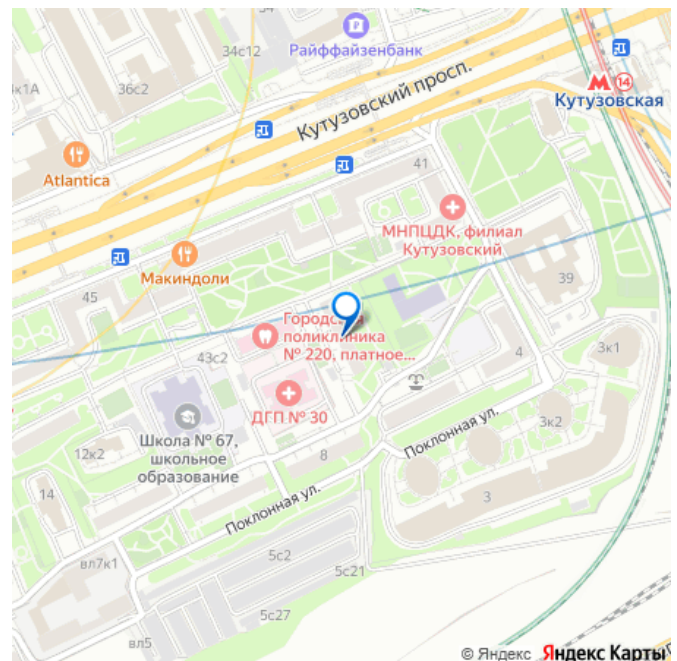 34с12
Райффайзенбанк
36с2
Кутузовский просп.
14
Кутузовская
Atlantica
41
МНПЦДК, филиал
Кутузовский
Макиндоли
45
39
Городская
поликлиника
№ 220, платное...
43с2
4
3к1
ДГП № 30
Школа № 67,
школьное
образование
3к2
12к2
8
Поклонная ул.
14
3
Поклонная ул.
5с2
вл7к1
5с21
5с27
вл5
© Яндекс Яндекс Карты